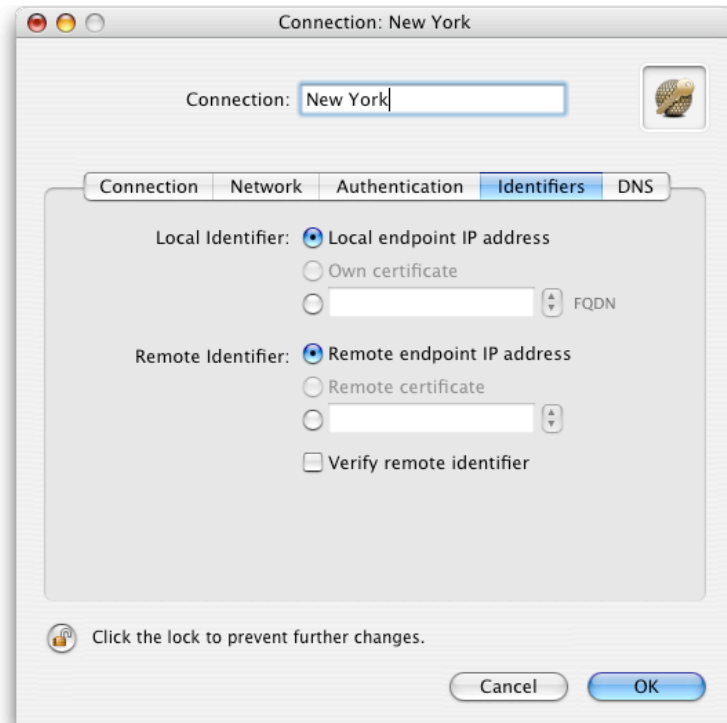 Connection: New York
Connection: New York
Connection Network Authentication Identifiers DNS
Local Identifier: Local endpoint IP address
Own certificate
FQDN
Remote Identifier: Remote endpoint IP address
Remote certificate
Verify remote identifier
Click the lock to prevent further changes.
Cancel OK